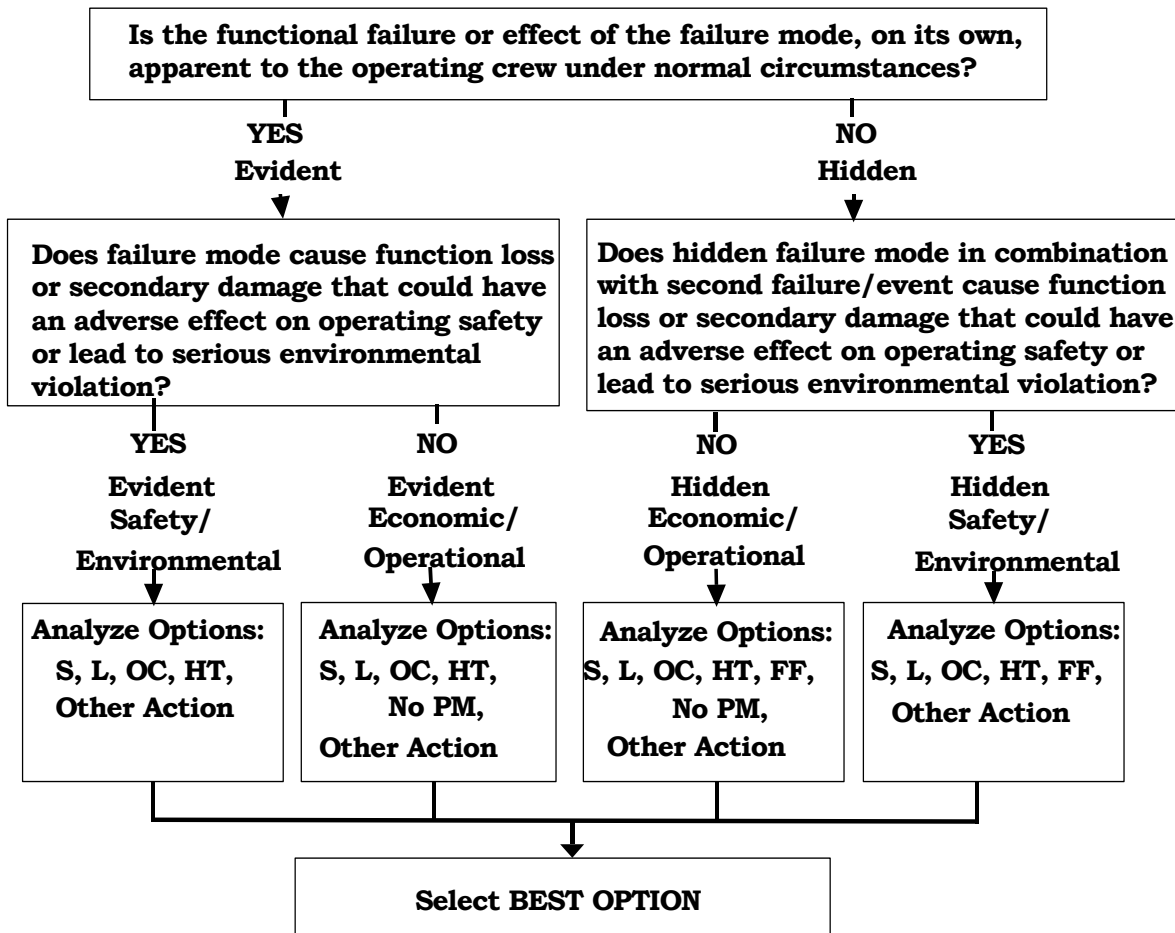 Is the functional failure or effect of the failure mode, on its own,
apparent to the operating crew under normal circumstances?
YES
Evident
NO
Hidden
Does failure mode cause function loss
or secondary damage that could have
an adverse effect on operating safety
or lead to serious environmental
violation?
Does hidden failure mode in combination
with second failure/event cause function
loss or secondary damage that could have
an adverse effect on operating safety or
lead to serious environmental violation?
YES
Evident
Safety/
Environmental
NO
Evident
Economic/
Operational
NO
Hidden
Economic/
Operational
YES
Hidden
Safety/
Environmental
Analyze Options:
S, L, OC, HT,
Other Action
Analyze Options:
S, L, OC, HT,
No PM,
Other Action
Analyze Options:
S, L, OC, HT, FF,
No PM,
Other Action
Analyze Options:
S, L, OC, HT, FF,
Other Action
Select BEST OPTION